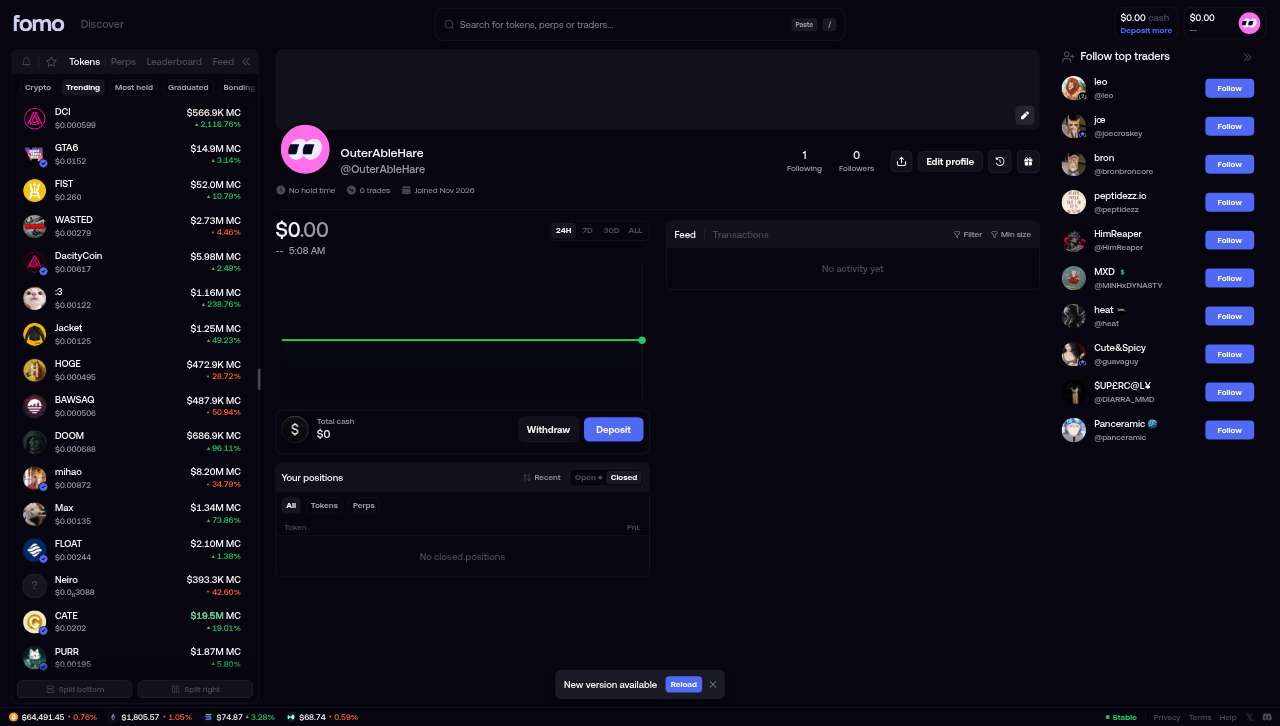 fomo Discover
Search for tokens, perps or traders... Paste /
$0.00 cash
Deposit more
$0.00
—
Tokens Perps Leaderboard Feed
Crypto Trending Most held Graduated Bonding
DCI $566.9K MC
$0.000599 2,116.76%
GTA6 $14.9M MC
$0.0152 3.14%
FIST $52.0M MC
$0.260 10.79%
WASTED $2.73M MC
$0.00279 4.46%
DacityCoin $5.98M MC
$0.00617 2.49%
:3 $1.16M MC
$0.00122 238.76%
Jacket $1.25M MC
$0.00125 49.23%
HOGE $472.9K MC
$0.000495 28.72%
BAWSAQ $487.9K MC
$0.000506 50.94%
DOOM $686.9K MC
$0.000688 96.11%
mihao $8.20M MC
$0.00872 34.79%
Max $1.34M MC
$0.00135 73.86%
FLOAT $2.10M MC
$0.00244 1.38%
Neiro $393.3K MC
42.60%
CATE $19.5M MC
$0.0202 19.01%
PURR $1.87M MC
$0.00195 5.80%
Split bottom Split right
OuterAbleHare
@OuterAbleHare
No hold time 0 trades Joined Nov 2026
1 Following
0 Followers
Edit profile
$0.00
-- 5:08 AM
24H 7D 30D ALL
Total cash
$0
Withdraw Deposit
Your positions Recent Open Closed
All Tokens Perps
Token PnL
No closed positions
Feed Transactions Filter Min size
No activity yet
Follow top traders
leo
@leo
Follow
jœ
@joecroskey
Follow
bron
@bronbroncore
Follow
peptidezz.io
@peptidezz
Follow
HimReaper
@HimReaper
Follow
MXD
@MINHxDYNASTY
Follow
heat
@heat
Follow
Cute&Spicy
@guavaguy
Follow
$UP£RC@L¥
@DIARRA_MMD
Follow
Panceramic
@panceramic
Follow
New version available Reload
$64,491.45 0.76% $1,805.57 1.05% $74.87 3.28% $68.74 0.59%
Stable Privacy Terms Help